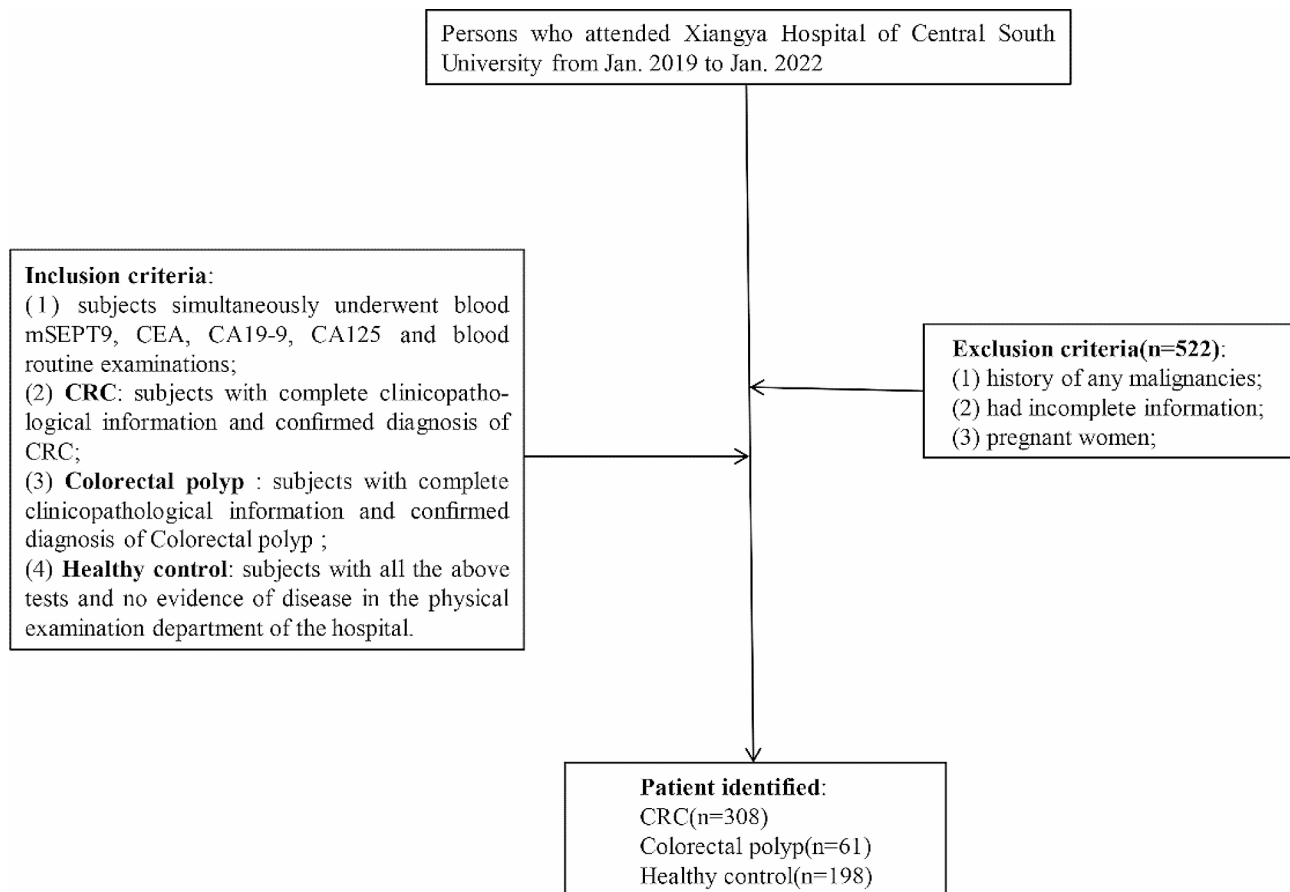 Persons who attended Xiangya Hospital of Central South
University from Jan. 2019 to Jan. 2022
Inclusion criteria:
(1) subjects simultaneously underwent blood
mSEPT9, CEA, CA19-9, CA125 and blood
routine examinations;
(2) CRC: subjects with complete clinicopatho-
logical information and confirmed diagnosis of
CRC;
(3) Colorectal polyp : subjects with complete
clinicopathological information and confirmed
diagnosis of Colorectal polyp ;
(4) Healthy control: subjects with all the above
tests and no evidence of disease in the physical
examination department of the hospital.
Exclusion criteria(n=522):
(1) history of any malignancies;
(2) had incomplete information;
(3) pregnant women;
Patient identified:
CRC(n=308)
Colorectal polyp(n=61)
Healthy control(n=198)